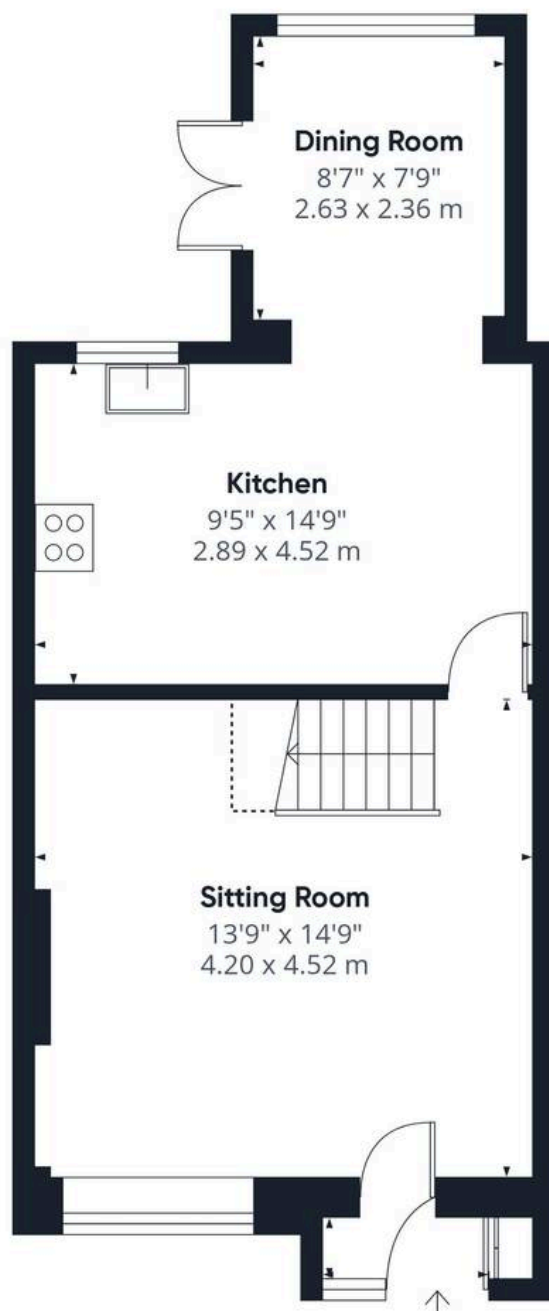 Dining Room
8'7" x 7'9"
2.63 x 2.36 m
Kitchen
9'5" x 14'9"
2.89 x 4.52 m
Sitting Room
13'9" x 14'9"
4.20 x 4.52 m